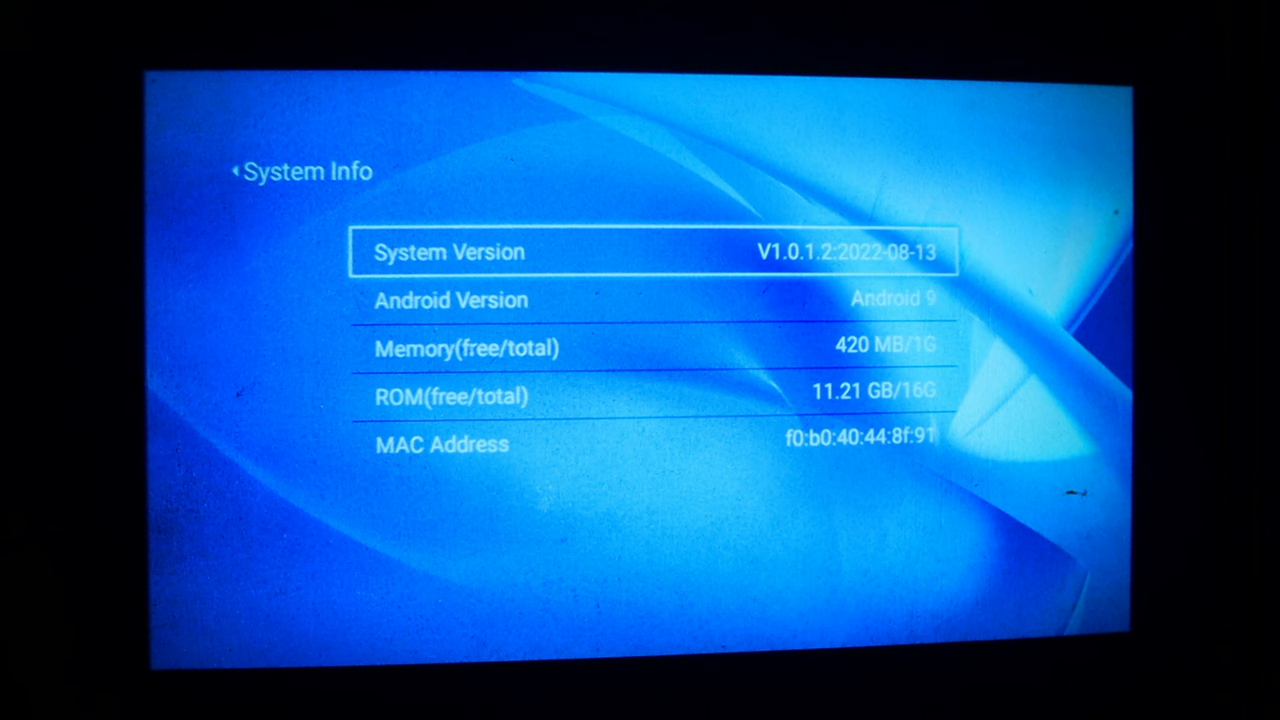 System Info
System Version V1.0.1.2:2022-08-13
Android Version Android 9
Memory(free/total) 420 MB/1G
ROM(free/total) 11.21 GB/16G
MAC Address f0:b0:40:44:8f:91